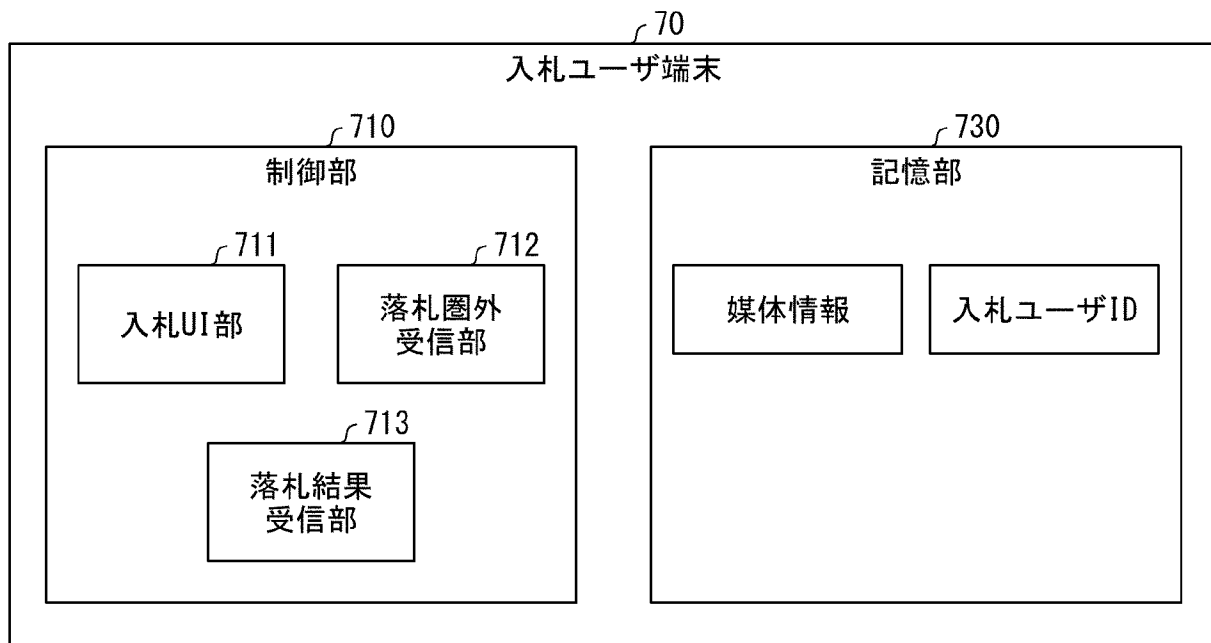 70
入札ユーザ端末
710
制御部
711
入札UI部
712
落札圏外
受信部
713
落札結果
受信部
730
記憶部
媒体情報
入札ユーザID